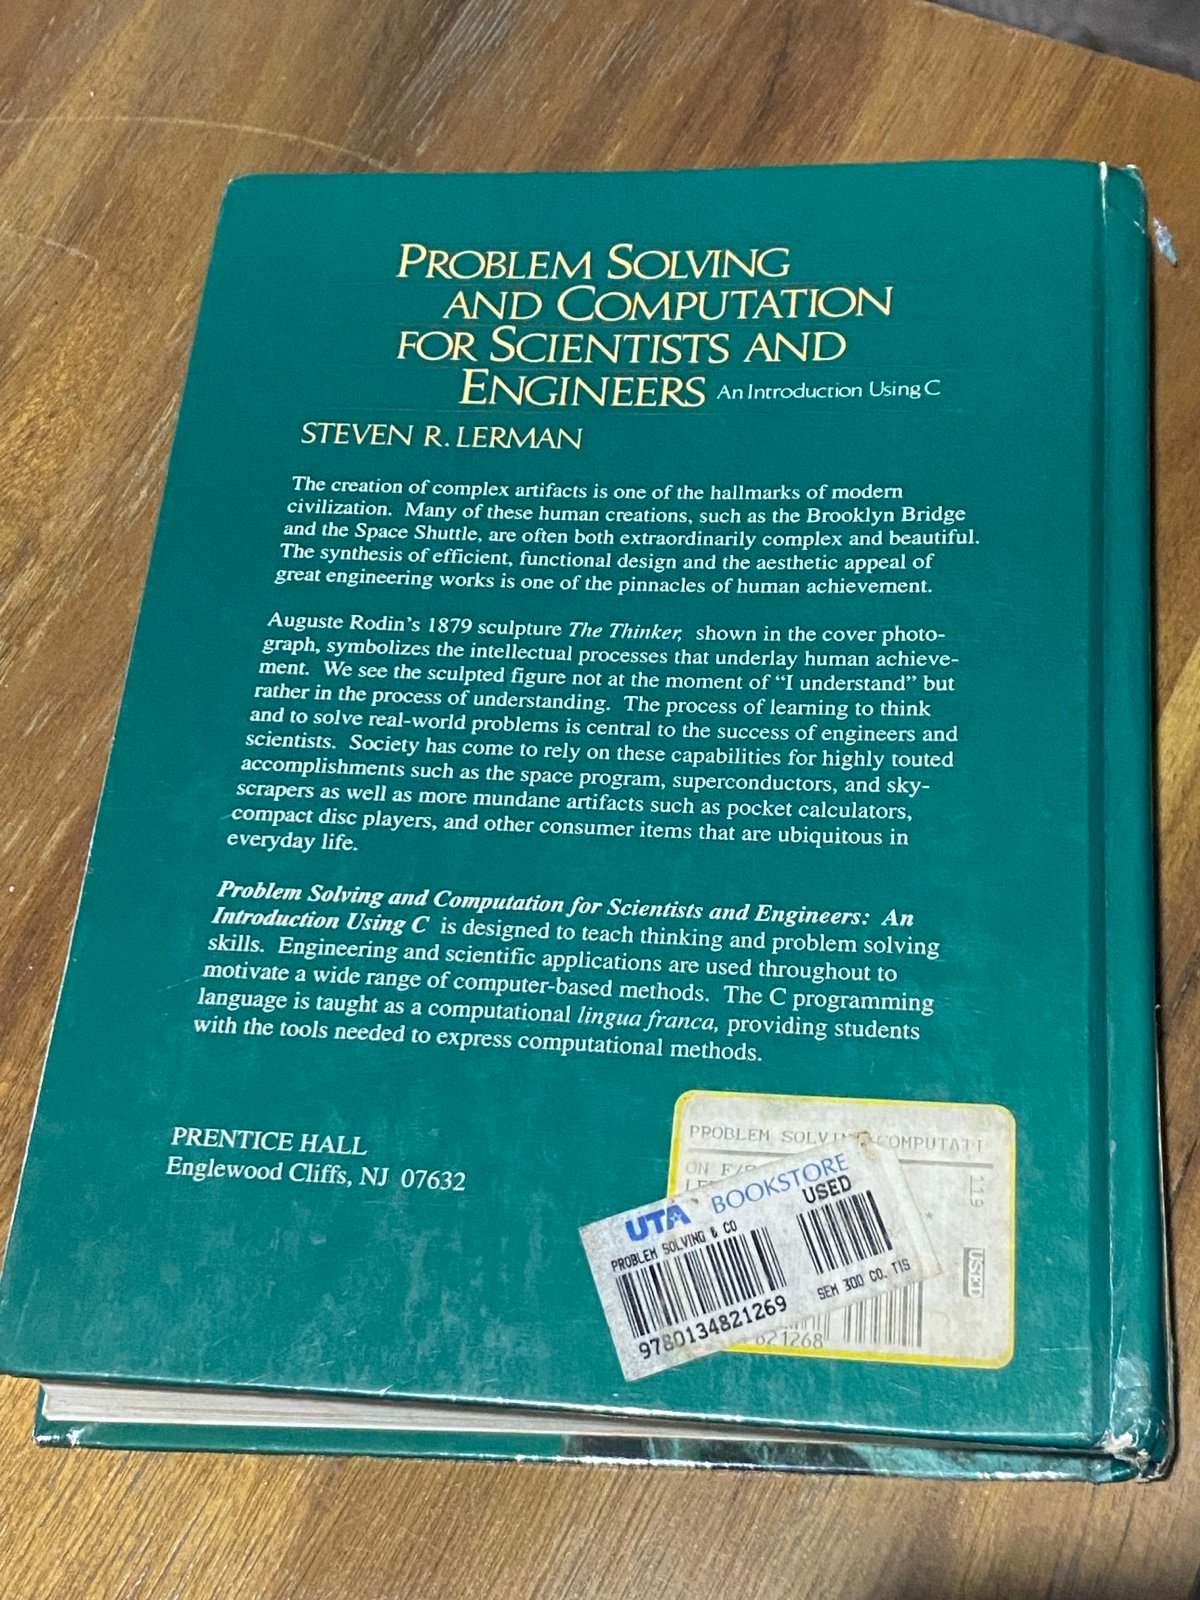 PROBLEM SOLVING
AND COMPUTATION
FOR SCIENTISTS AND
ENGINEERS An Introduction Using C
STEVEN R. LERMAN
The creation of complex artifacts is one of the hallmarks of modern
civilization. Many of these human creations, such as the Brooklyn Bridge
and the Space Shuttle, are often both extraordinarily complex and beautiful.
The synthesis of efficient, functional design and the aesthetic appeal of
great engineering works is one of the pinnacles of human achievement.
Auguste Rodin's 1879 sculpture The Thinker, shown in the cover photo-
graph, symbolizes the intellectual processes that underlay human achieve-
ment. We see the sculpted figure not at the moment of "I understand" but
rather in the process of understanding. The process of learning to think
and to solve real-world problems is central to the success of engineers and
scientists. Society has come to rely on these capabilities for highly touted
accomplishments such as the space program, superconductors, and sky-
scrapers as well as more mundane artifacts such as pocket calculators,
compact disc players, and other consumer items that are ubiquitous in
everyday life.
Problem Solving and Computation for Scientists and Engineers: An
Introduction Using C is designed to teach thinking and problem solving
skills. Engineering and scientific applications are used throughout to
motivate a wide range of computer-based methods. The C programming
language is taught as a computational lingua franca, providing students
with the tools needed to express computational methods.
PRENTICE HALL
Englewood Cliffs, NJ 07632
PROBLEM COMPUTATI
ON
119
USED
UTA BOOKSTORE
USED
PROBLEM SOLVING & CO
SEM 300 CO. TIS
9780134821269
821268